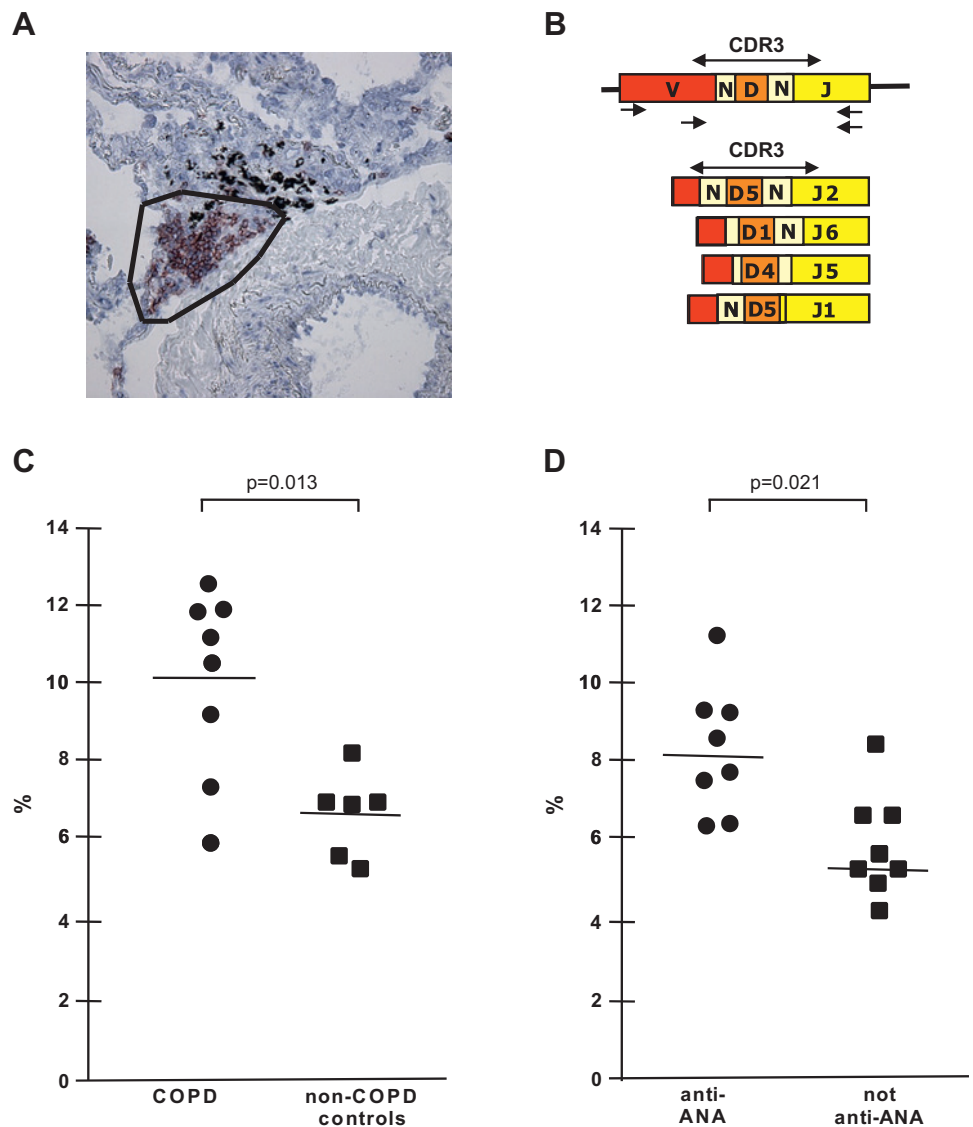 A
B
CDR3
V N D N J
CDR3
N D5 N J2
D1 N J6
D4 J5
N D5 J1
C
p=0.013
14
12
10
8
6
4
2
0
%
COPD
non-COPD
controls
D
p=0.021
14
12
10
8
6
4
2
0
%
anti-
ANA
not
anti-ANA